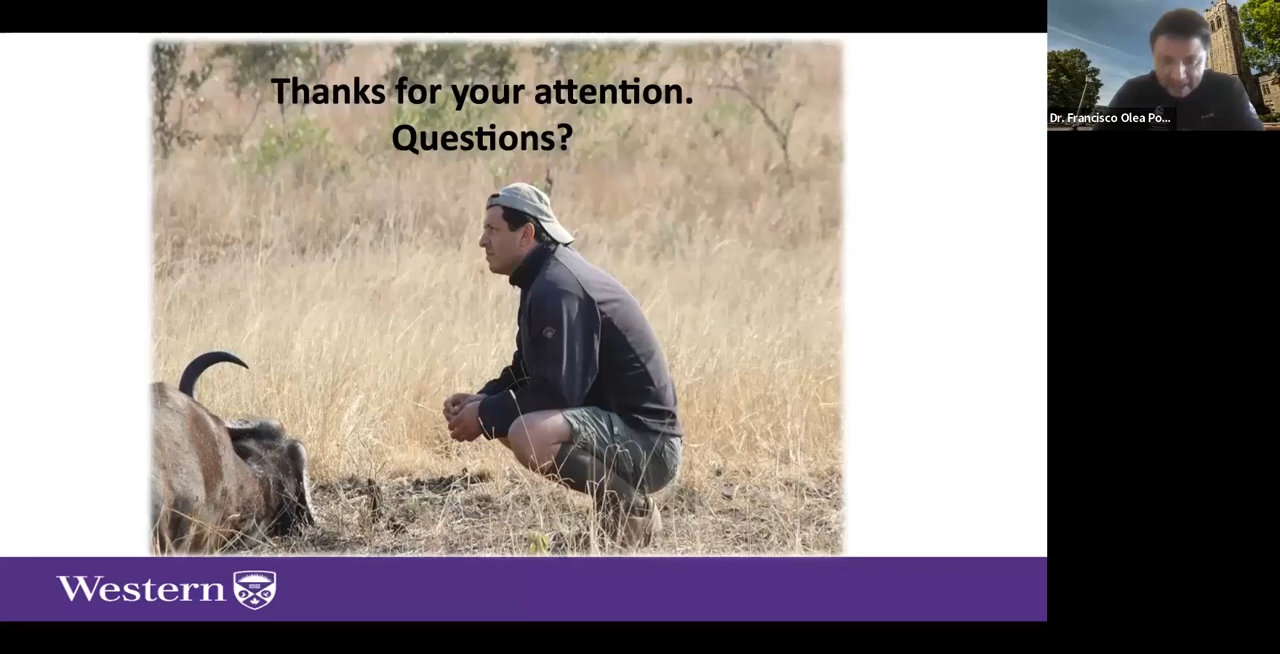 Thanks for your attention.
Questions?
Dr. Francisco Olea Po...
Western